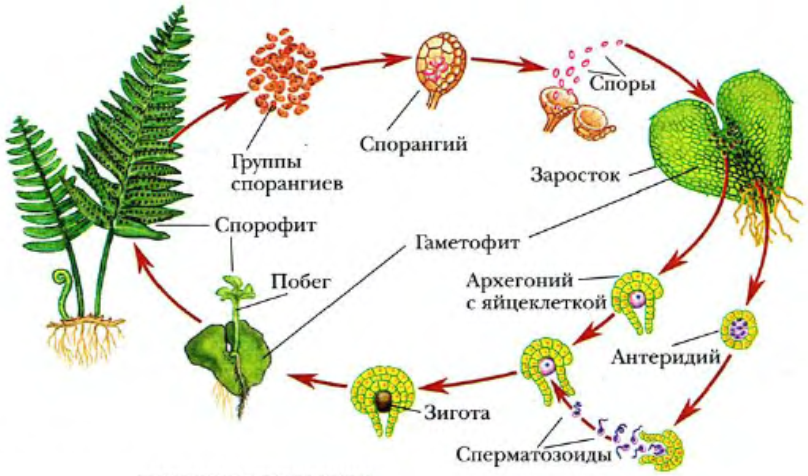 Споры
Спорангий
Группы
спорангиев
Заросток
Спорофит
Гаметофит
Побег
Архегоний
с яйцеклеткой
Антеридий
Зигота
Сперматозоиды